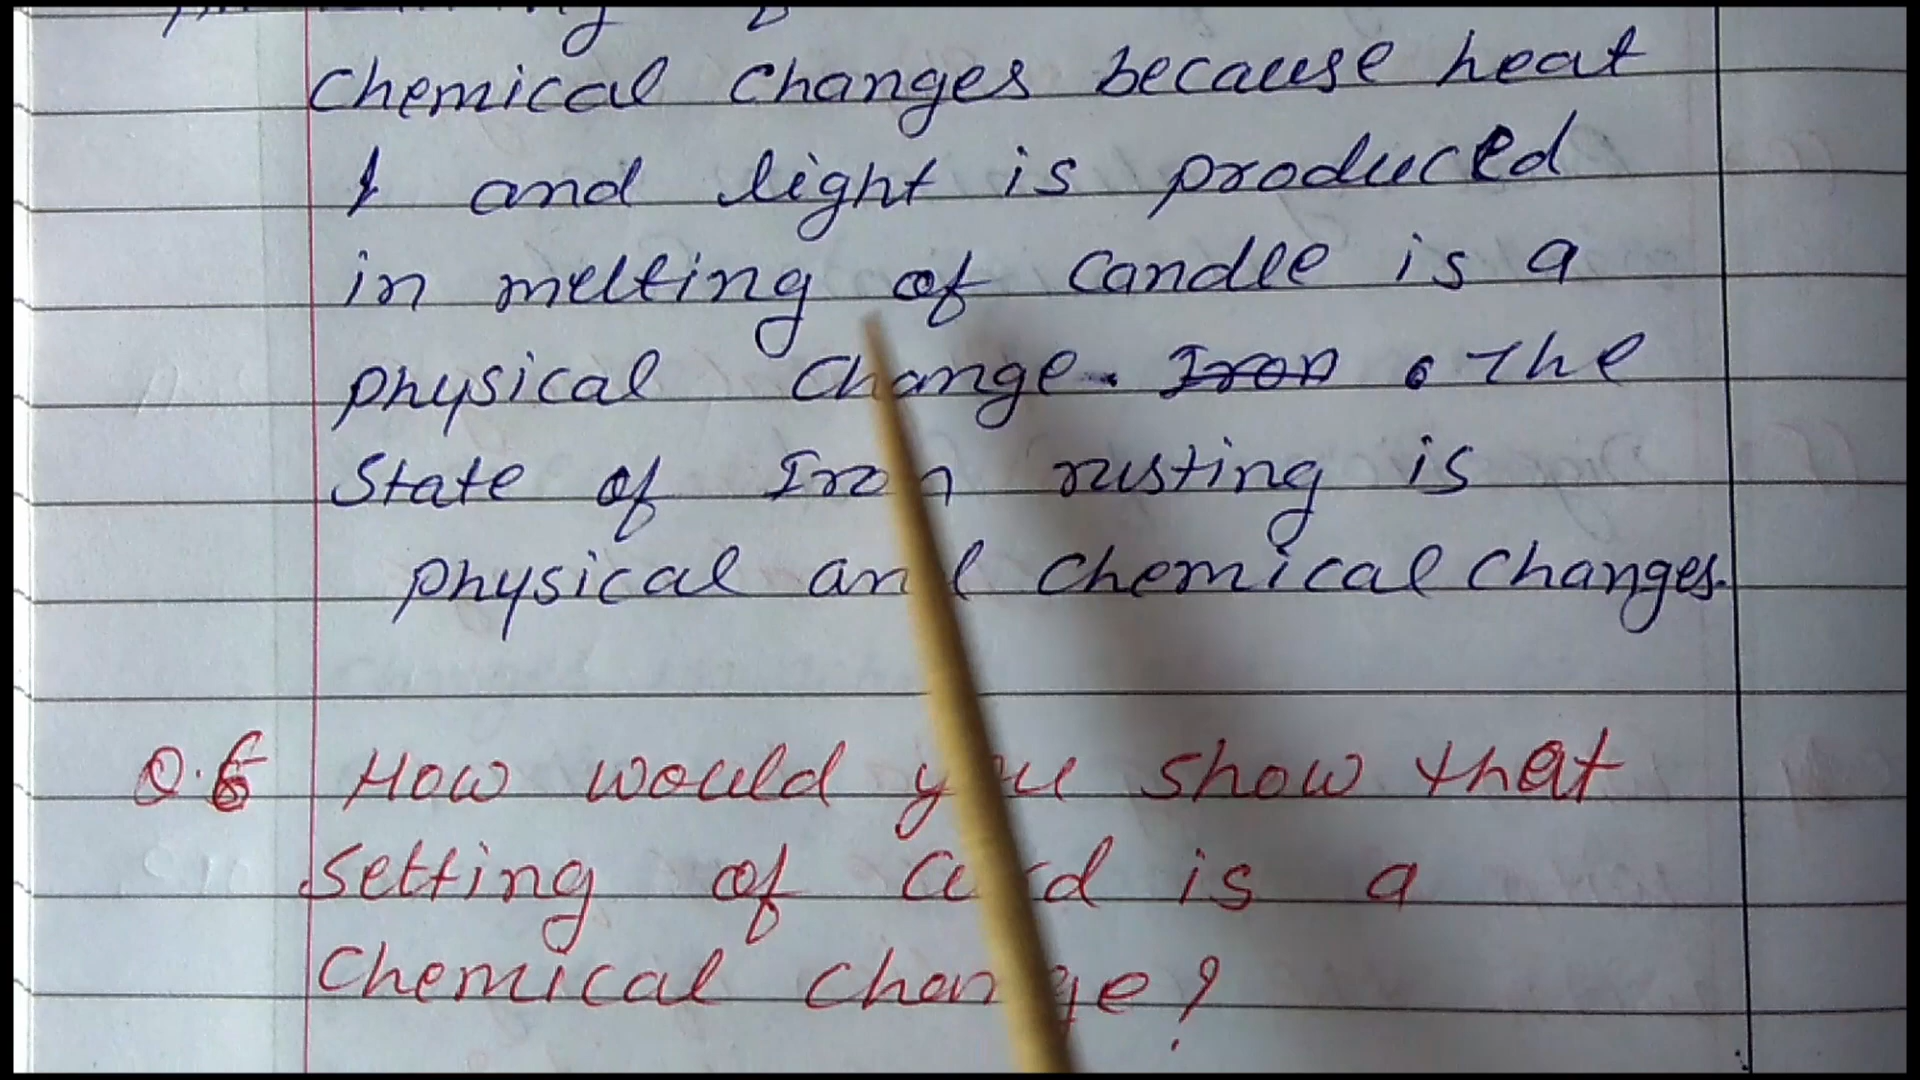 Chemical Changes because heat
and light is produced
in melting of Candle is a
physical Change. Iron . The
State of Iron rusting is
physical and Chemical Changes.
Q.6 How would you show that
Setting of Curd is a
Chemical change?